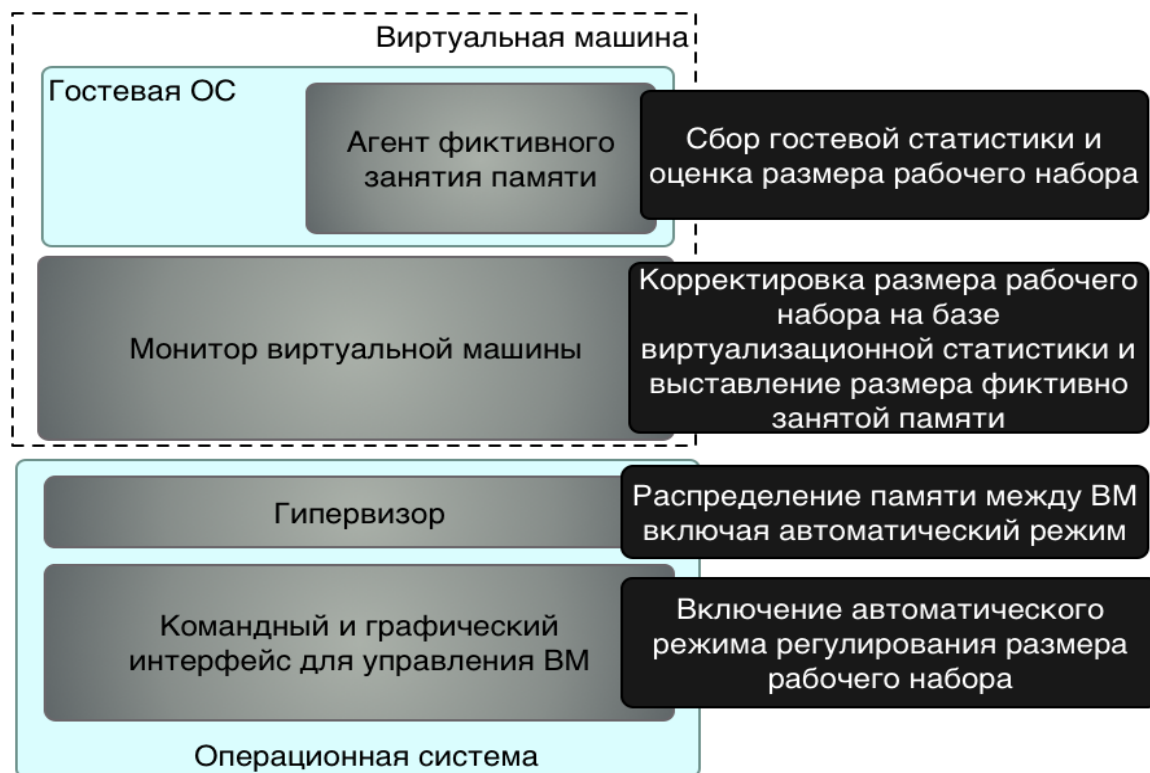 Виртуальная машина
Гостевая ОС
Агент фиктивного
занятия памяти
Сбор гостевой статистики и
оценка размера рабочего набора
Монитор виртуальной машины
Корректировка размера рабочего
набора на базе
виртуализационной статистики и
выставление размера фиктивно
занятой памяти
Гипервизор
Распределение памяти между ВМ
включая автоматический режим
Командный и графический
интерфейс для управления ВМ
Включение автоматического
режима регулирования размера
рабочего набора
Операционная система